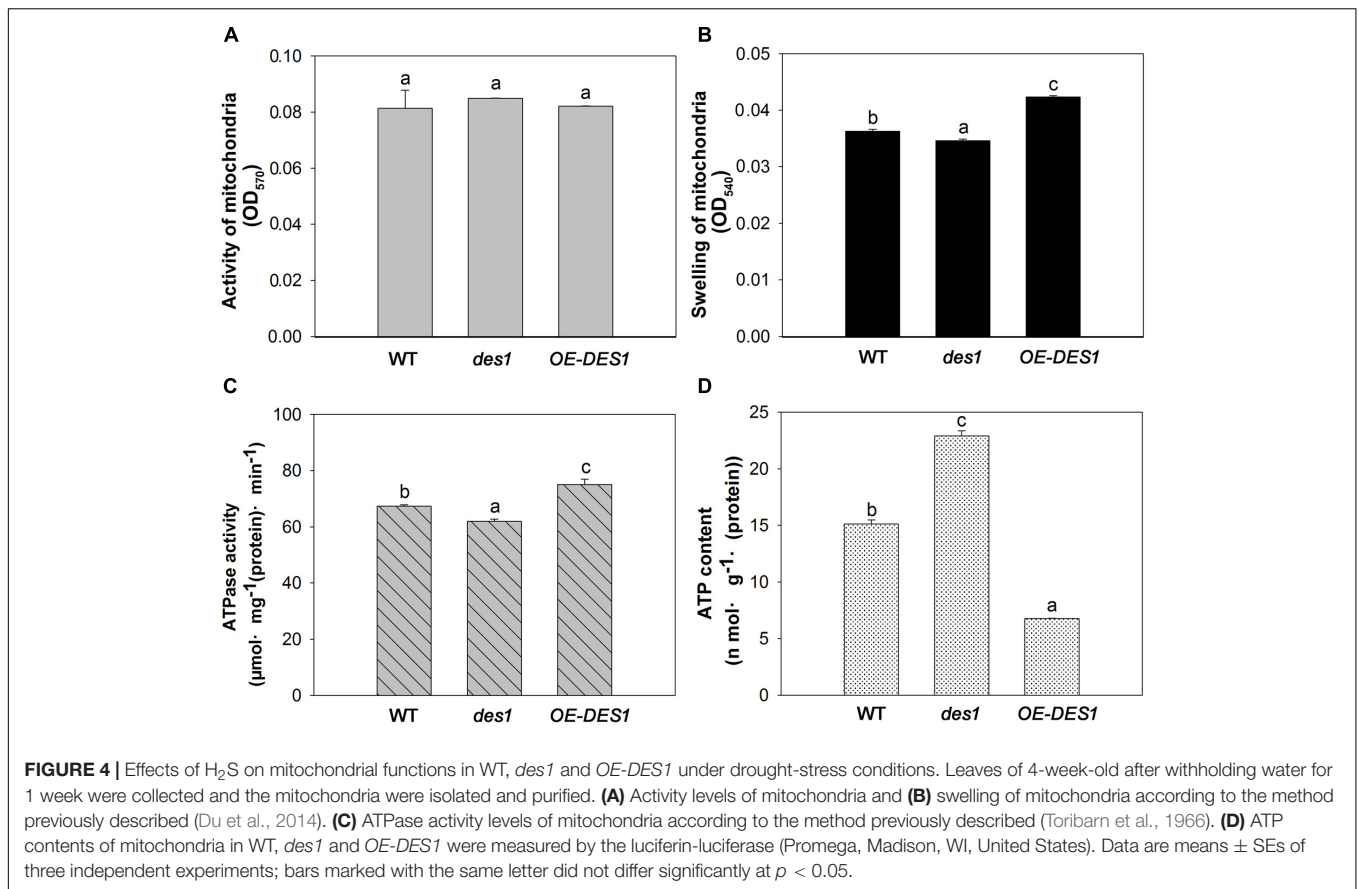 A
Activity of mitochondria
(OD570)
0.10
0.08
0.06
0.04
0.02
0.00
a
a
a
WT
des1
OE-DES1
B
Swelling of mitochondria
(OD540)
0.05
0.04
0.03
0.02
0.01
0.00
b
a
c
WT
des1
OE-DES1
C
ATPase activity
(μmol· mg-1(protein)· min-1)
100
80
60
40
20
0
b
a
c
WT
des1
OE-DES1
D
ATP content
(n mol· g-1· (protein))
25
20
15
10
5
0
b
c
a
WT
des1
OE-DES1
FIGURE 4 | Effects of H2S on mitochondrial functions in WT, des1 and OE-DES1 under drought-stress conditions. Leaves of 4-week-old after withholding water for
1 week were collected and the mitochondria were isolated and purified. (A) Activity levels of mitochondria and (B) swelling of mitochondria according to the method
previously described (Du et al., 2014). (C) ATPase activity levels of mitochondria according to the method previously described (Toribarn et al., 1966). (D) ATP
contents of mitochondria in WT, des1 and OE-DES1 were measured by the luciferin-luciferase (Promega, Madison, WI, United States). Data are means ± SEs of
three independent experiments; bars marked with the same letter did not differ significantly at p < 0.05.